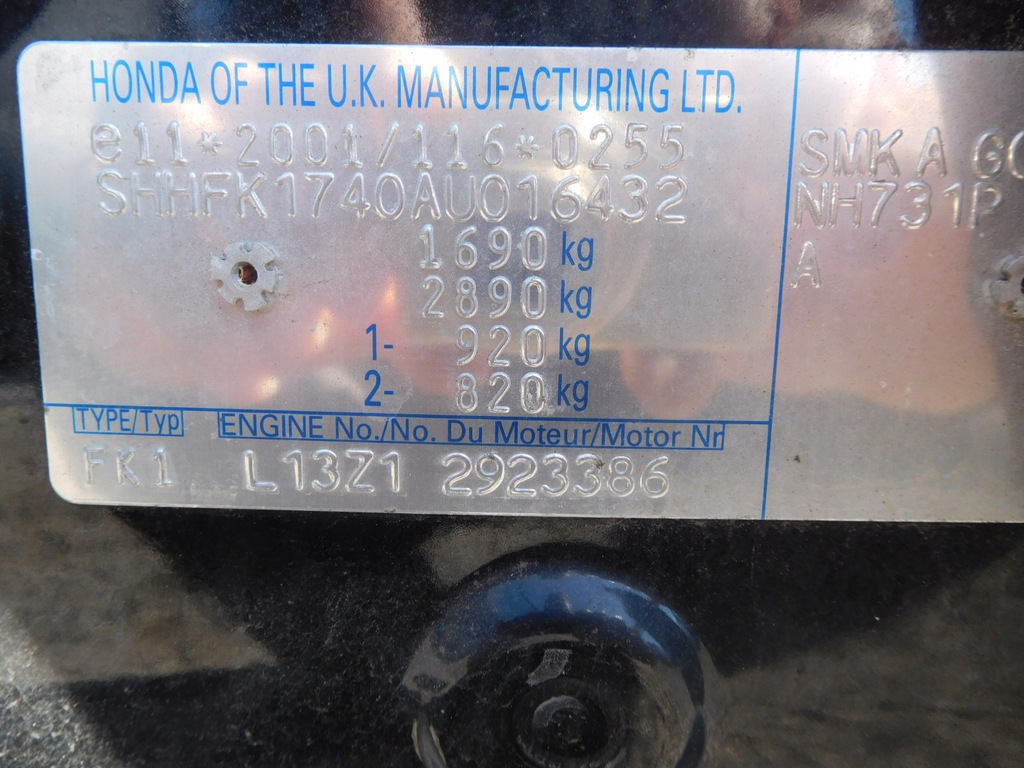 HONDA OF THE U.K. MANUFACTURING LTD.
e11*2001/116*0255
SHHFK1740AU016432
1690 kg
2890 kg
1- 920 kg
2- 820 kg
TYPE/Typ ENGINE No./No. Du Moteur/Motor Nr
FK1 L13Z1 2923386
SMK A
NH731P
A